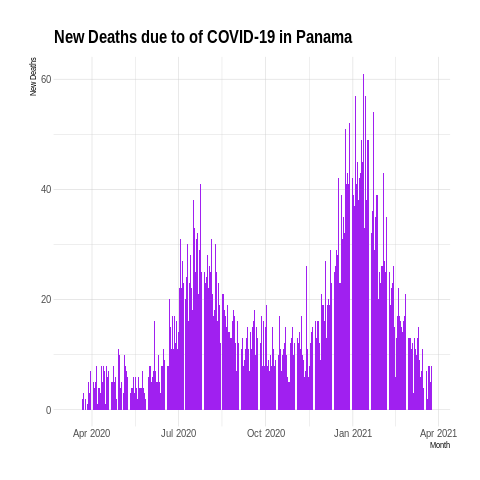 New Deaths due to of COVID-19 in Panama
New Deaths
60
40
20
0
Apr 2020
Jul 2020
Oct 2020
Jan 2021
Apr 2021
Month